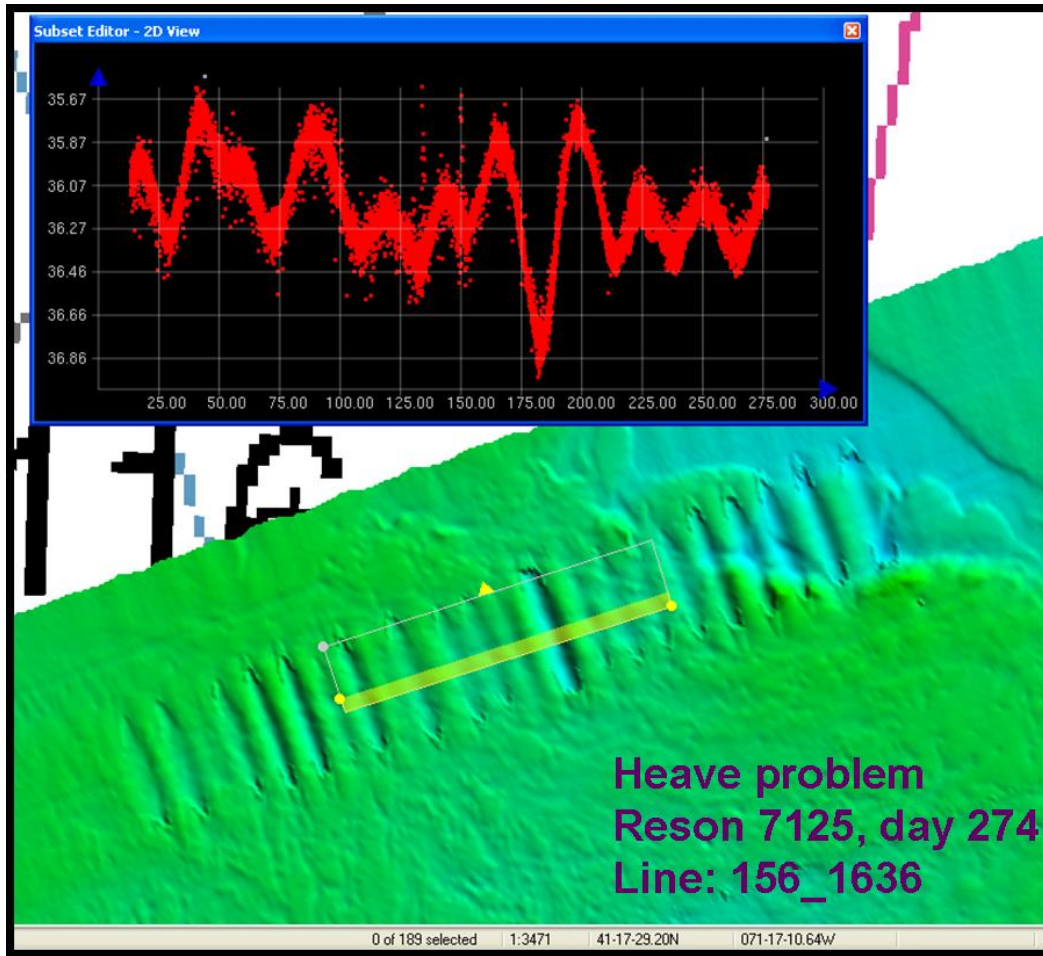 Subset Editor - 2D View
35.67
35.87
36.07
36.27
36.46
36.66
36.86
25.00 50.00 75.00 100.00 125.00 150.00 175.00 200.00 225.00 250.00 275.00 300.00
Heave problem
Reson 7125, day 274
Line: 156_1636
0 of 189 selected 1:3471 41-17-29.20N 071-17-10.64W